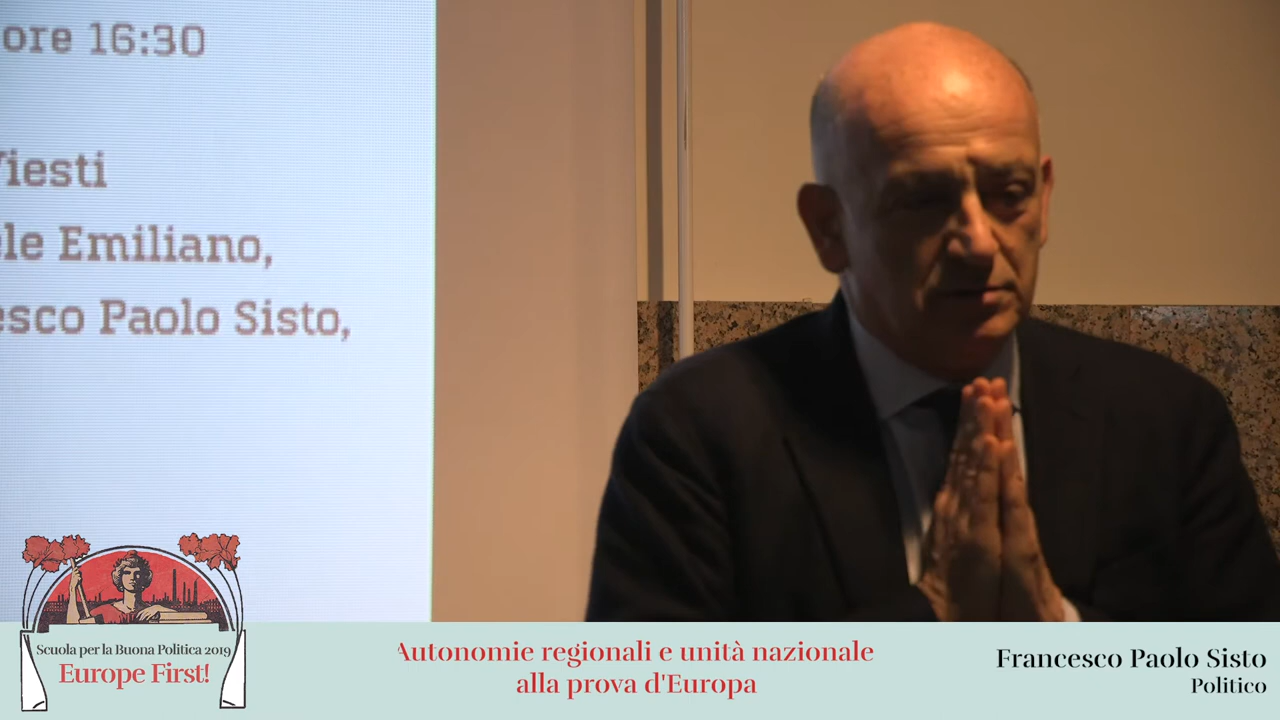 ore 16:30
Viesti
ele Emiliano,
esco Paolo Sisto,
Scuola per la Buona Politica 2019
Europe First!
Autonomie regionali e unità nazionale
alla prova d'Europa
Francesco Paolo Sisto
Politico